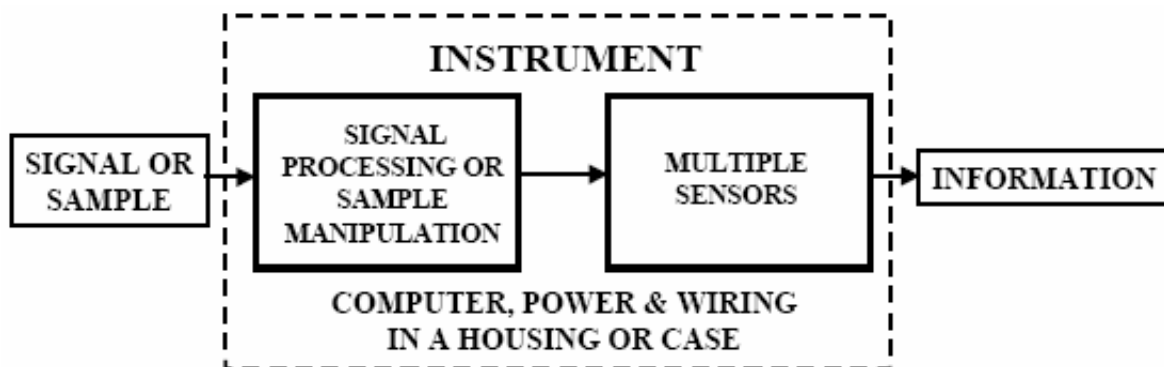 INSTRUMENT
SIGNAL OR
SAMPLE
SIGNAL
PROCESSING OR
SAMPLE
MANIPULATION
MULTIPLE
SENSORS
INFORMATION
COMPUTER, POWER & WIRING
IN A HOUSING OR CASE